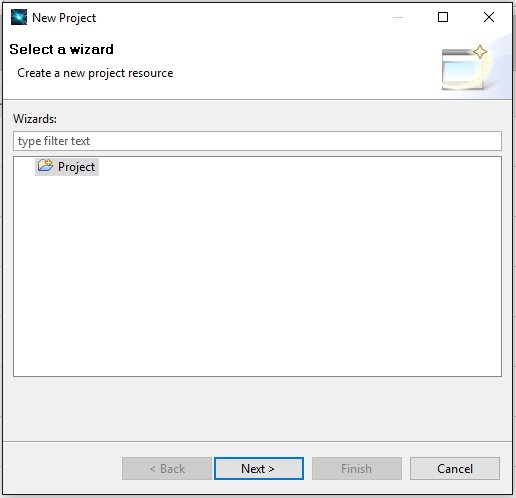 New Project
Select a wizard
Create a new project resource
Wizards:
type filter text
Project
< Back
Next >
Finish
Cancel